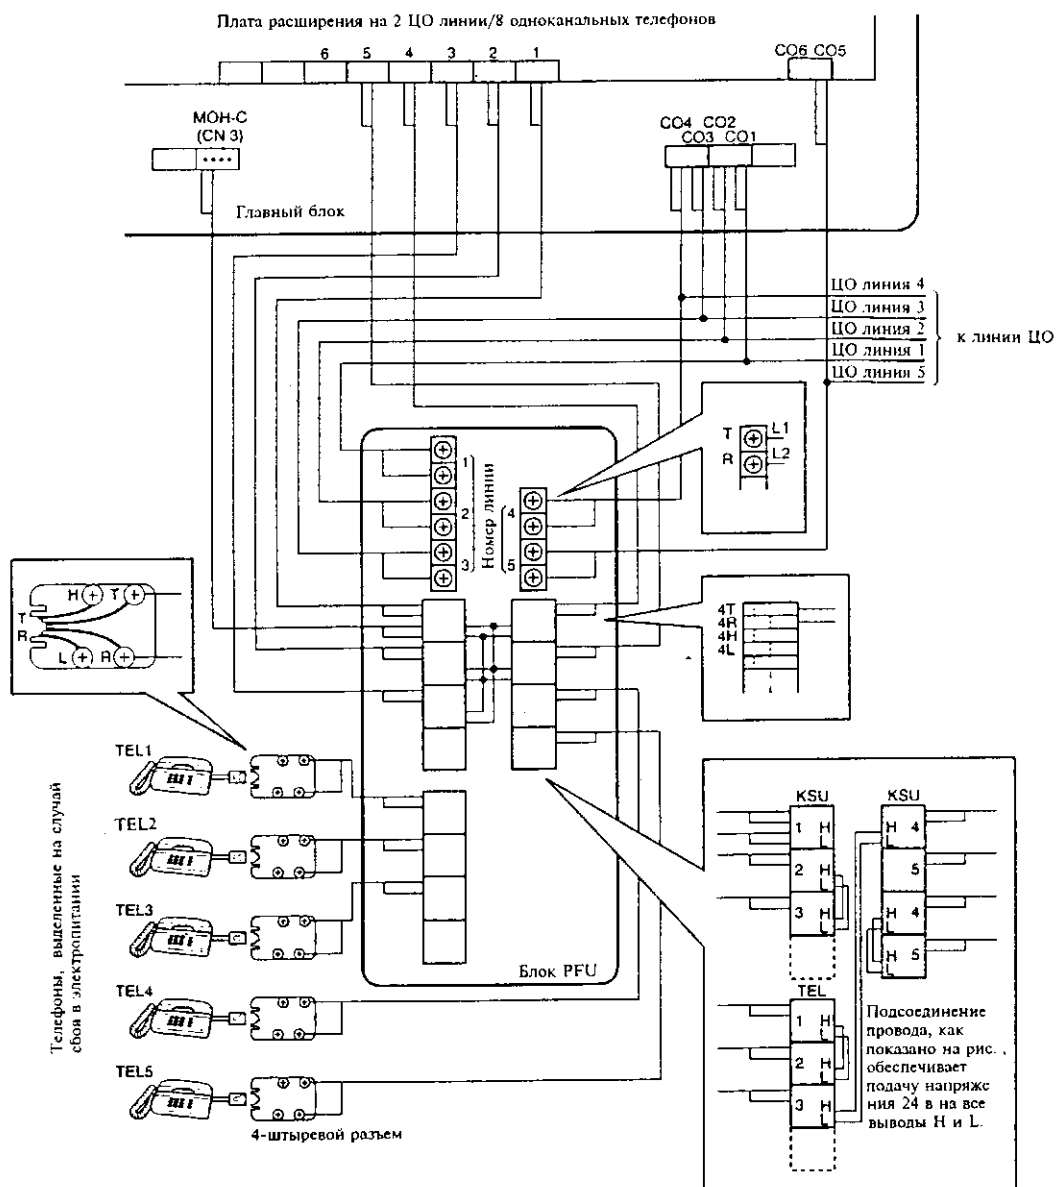 Плата расширения на 2 ЦО линии/8 одноканальных телефонов
6 5 4 3 2 1
CO6 CO5
MOH-C
(CN 3)
CO4 CO2
CO3 CO1
Главный блок
ЦО линия 4
ЦО линия 3
ЦО линия 2
ЦО линия 1
ЦО линия 5
к линии ЦО
T L1
R L2
1
2
3
Номер линии
4
5
H T
T
R
L R
4T
4R
4H
4L
Телефоны, выделенные на случай
сбоя в электропитании
TEL1
TEL2
TEL3
TEL4
TEL5
4-штыревой разъем
Блок PFU
KSU
1 H
L
2 H
L
3 H
L
KSU
H 4
L
5
H 4
L
5
TEL
1 H
L
2 H
L
3 H
L
Подсоединение
провода, как
показано на рис.,
обеспечивает
подачу напряже
ния 24 в на все
выводы H и L.